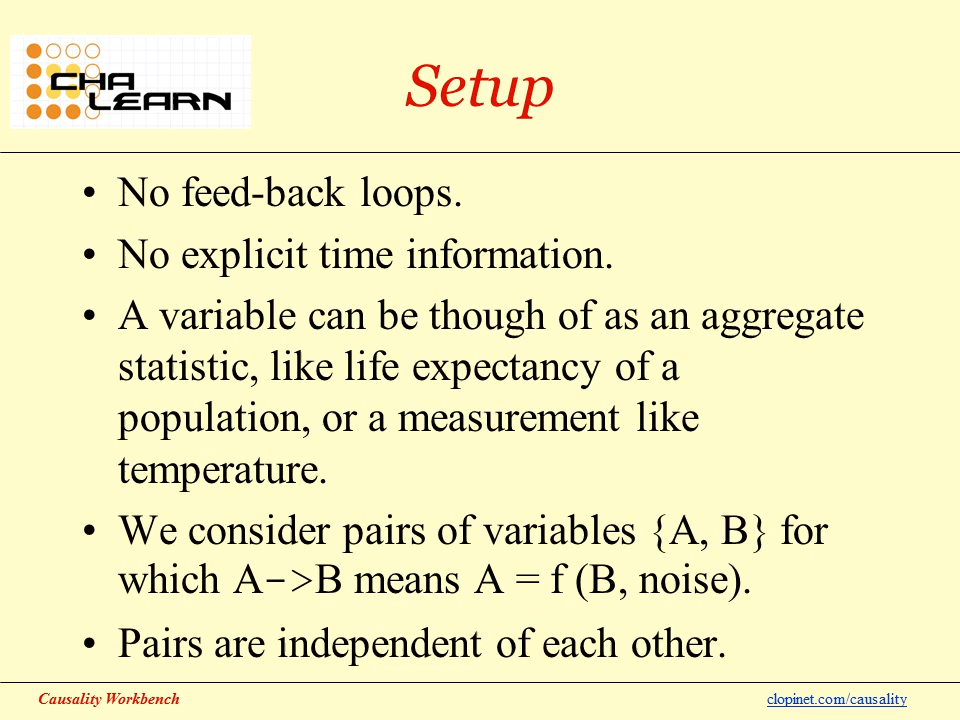 CHA
LEARN
Setup
• No feed-back loops.
• No explicit time information.
• A variable can be though of as an aggregate
statistic, like life expectancy of a
population, or a measurement like
temperature.
• We consider pairs of variables {A, B} for
which A->B means A = f (B, noise).
• Pairs are independent of each other.
Causality Workbench
clopinet.com/causality